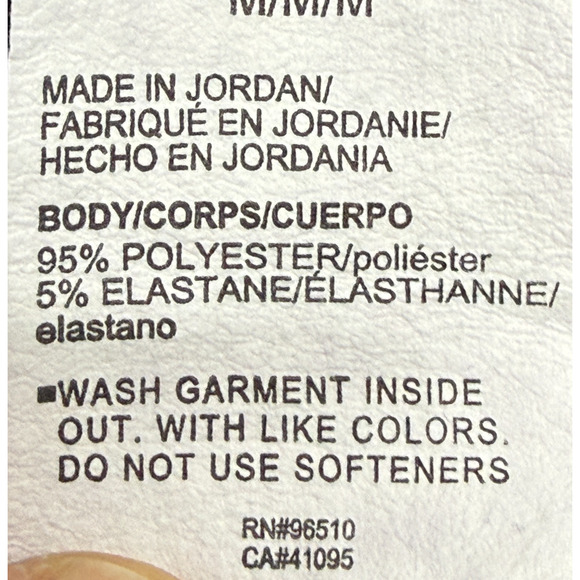 M/M/M
MADE IN JORDAN/
FABRIQUÉ EN JORDANIE/
HECHO EN JORDANIA
BODY/CORPS/CUERPO
95% POLYESTER/poliéster
5% ELASTANE/ÉLASTHANNE/
elastano
▪WASH GARMENT INSIDE
OUT. WITH LIKE COLORS.
DO NOT USE SOFTENERS
RN#96510
CA#41095